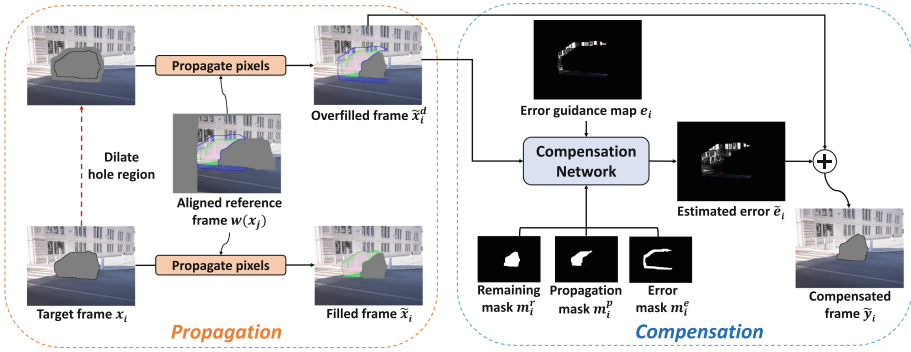 Propagate pixels
Overfilled frame x̃ᵢᵈ
Dilate
hole region
Aligned reference
frame w(xⱼ)
Propagate pixels
Target frame xᵢ
Filled frame x̃ᵢ
Propagation
Error guidance map eᵢ
Compensation
Network
Estimated error ẽᵢ
Remaining
mask mᵢʳ
Propagation
mask mᵢᵖ
Error
mask mᵢᵉ
Compensated
frame ỹᵢ
Compensation